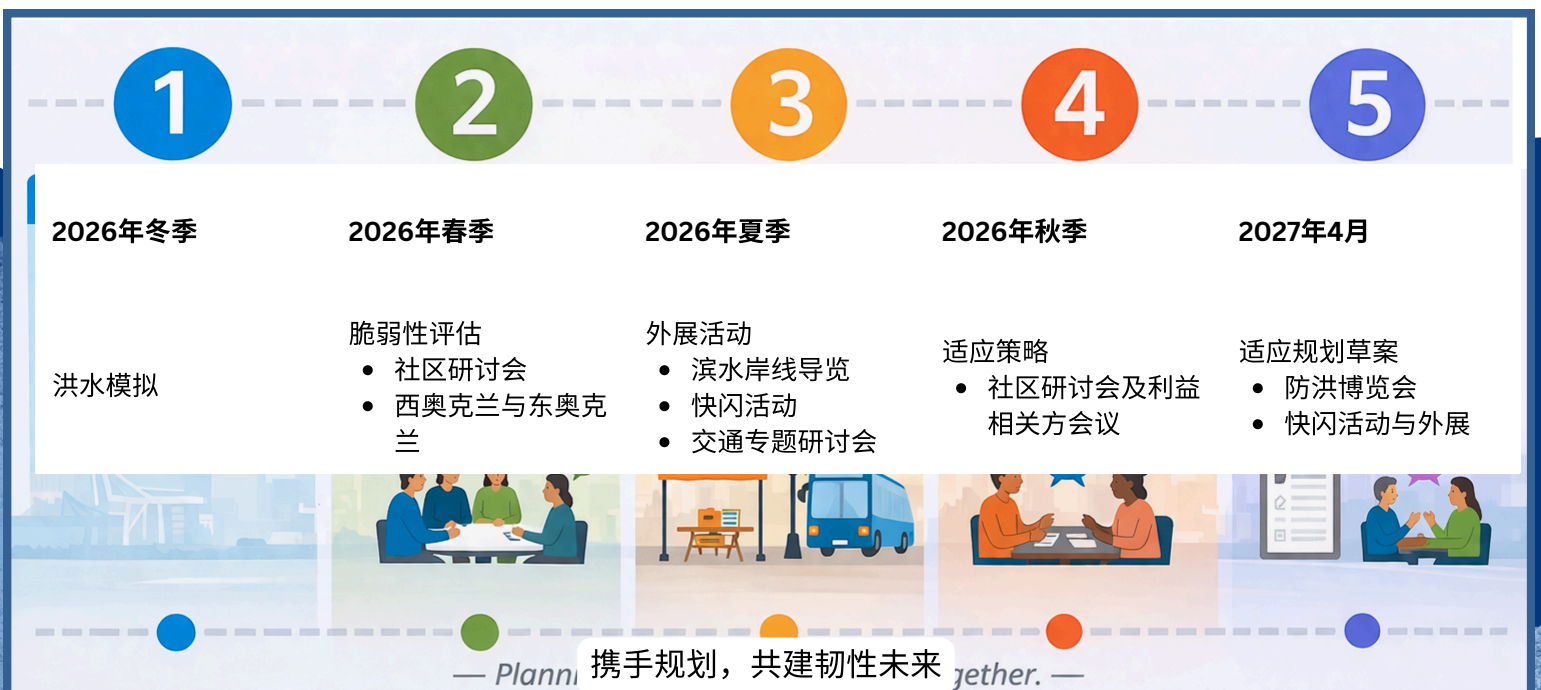 1
2
3
4
5
2026年冬季
2026年春季
2026年夏季
2026年秋季
2027年4月
洪水模拟
脆弱性评估
社区研讨会
西奥克兰与东奥克
兰
外展活动
滨水岸线导览
快闪活动
交通专题研讨会
适应策略
社区研讨会及利益
相关方会议
适应规划草案
防洪博览会
快闪活动与外展
携手规划，共建韧性未来